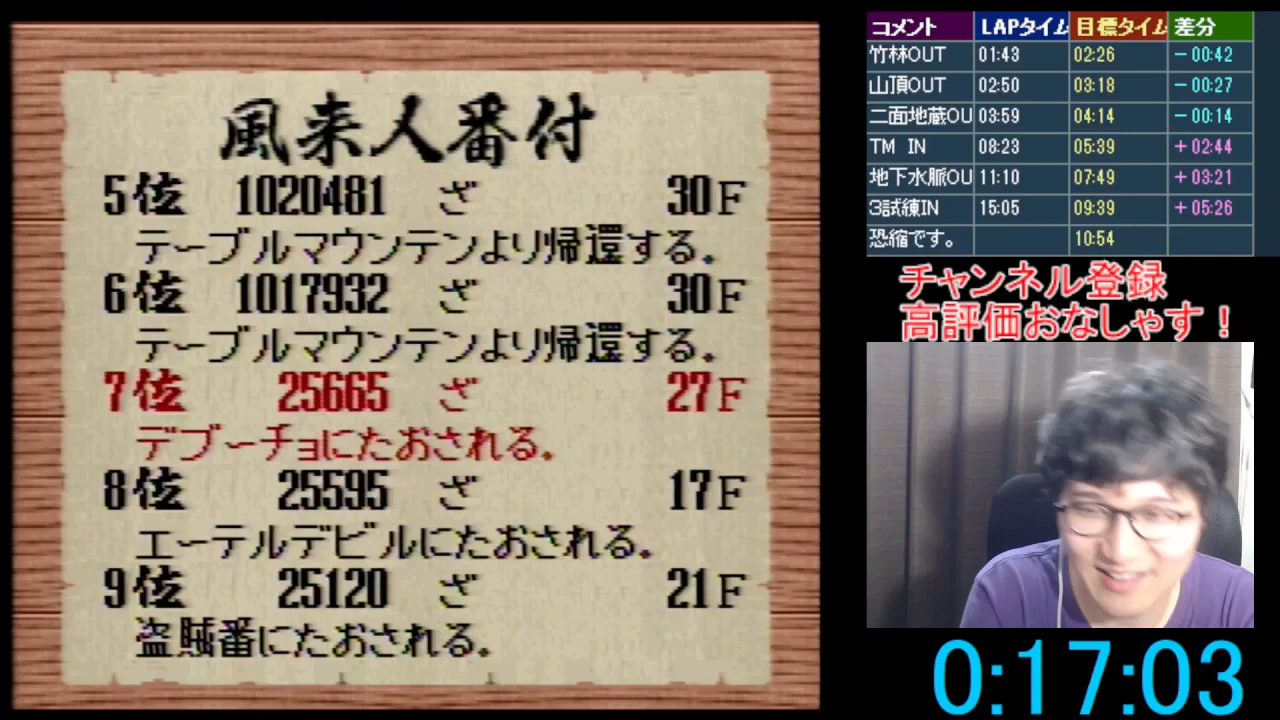 風来人番付
5位 1020481 ざ 30F
テーブルマウンテンより帰還する。
6位 1017932 ざ 30F
テーブルマウンテンより帰還する。
7位 25665 ざ 27F
デブーチョにたおされる。
8位 25595 ざ 17F
エーテルデビルにたおされる。
9位 25120 ざ 21F
盗賊番にたおされる。
コメント LAPタイム 目標タイム 差分
竹林OUT 01:43 02:26 －00:42
山頂OUT 02:50 03:18 －00:27
二面地蔵OU 03:59 04:14 －00:14
TM IN 08:23 05:39 ＋02:44
地下水脈OU 11:10 07:49 ＋03:21
3試練IN 15:05 09:39 ＋05:26
恐縮です。 10:54
チャンネル登録
高評価おなしゃす！
0:17:03